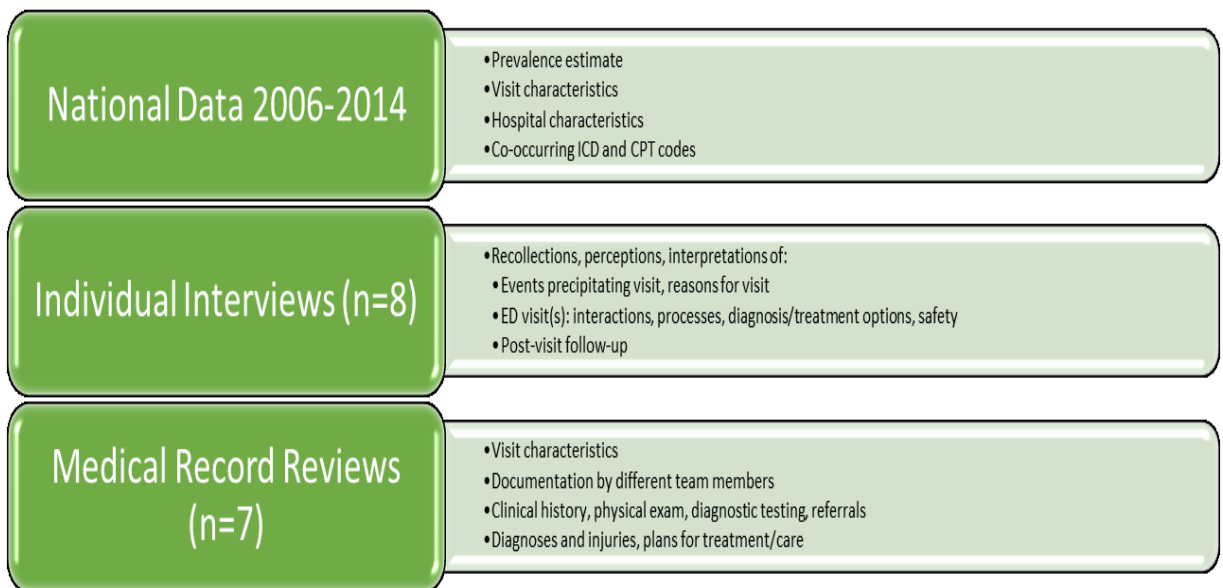 National Data 2006-2014
•Prevalence estimate
•Visit characteristics
•Hospital characteristics
•Co-occurring ICD and CPT codes
Individual Interviews (n=8)
•Recollections, perceptions, interpretations of:
•Events precipitating visit, reasons for visit
•ED visit(s): interactions, processes, diagnosis/treatment options, safety
•Post-visit follow-up
Medical Record Reviews
(n=7)
•Visit characteristics
•Documentation by different team members
•Clinical history, physical exam, diagnostic testing, referrals
•Diagnoses and injuries, plans for treatment/care